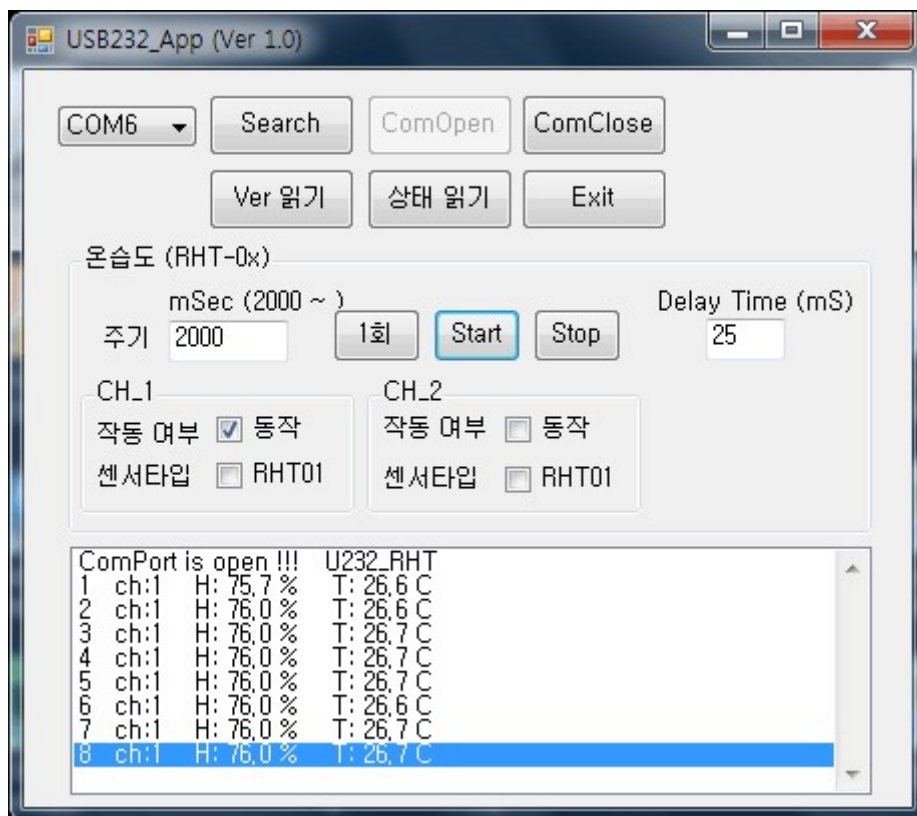 USB232_App (Ver 1.0)
COM6 Search ComOpen ComClose
Ver 읽기 상태 읽기 Exit
온습도 (RHT-0x)
mSec (2000 ~ ) Delay Time (mS)
주기 2000 1회 Start Stop 25
CH_1 CH_2
작동 여부 동작 작동 여부 동작
센서타입 RHT01 센서타입 RHT01
ComPort is open !!! U232_RHT
1 ch:1 H: 75,7 % T: 26,6 C
2 ch:1 H: 76,0 % T: 26,6 C
3 ch:1 H: 76,0 % T: 26,7 C
4 ch:1 H: 76,0 % T: 26,7 C
5 ch:1 H: 76,0 % T: 26,7 C
6 ch:1 H: 76,0 % T: 26,6 C
7 ch:1 H: 76,0 % T: 26,7 C
8 ch:1 H: 76,0 % T: 26,7 C